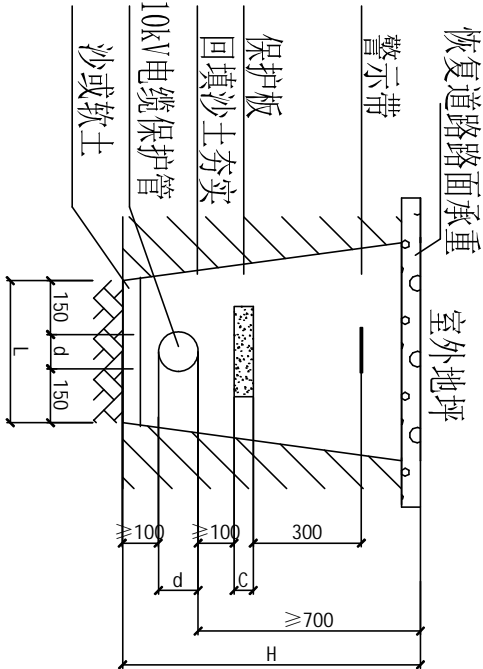 恢复道路路面承重
室外地坪
警示带
保护板
回填沙土夯实
10kV电缆保护管
沙或软土
150
d
150
L
≥100
d
≥100
C
300
≥700
H